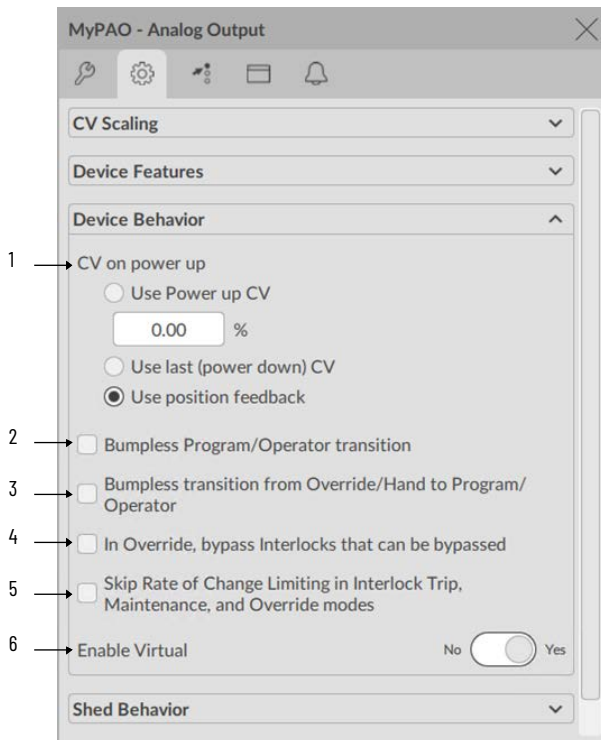 MyPAO - Analog Output
CV Scaling
Device Features
Device Behavior
1
CV on power up
Use Power up CV
0.00 %
Use last (power down) CV
Use position feedback
2
Bumpless Program/Operator transition
3
Bumpless transition from Override/Hand to Program/
Operator
4
In Override, bypass Interlocks that can be bypassed
5
Skip Rate of Change Limiting in Interlock Trip,
Maintenance, and Override modes
6
Enable Virtual No Yes
Shed Behavior